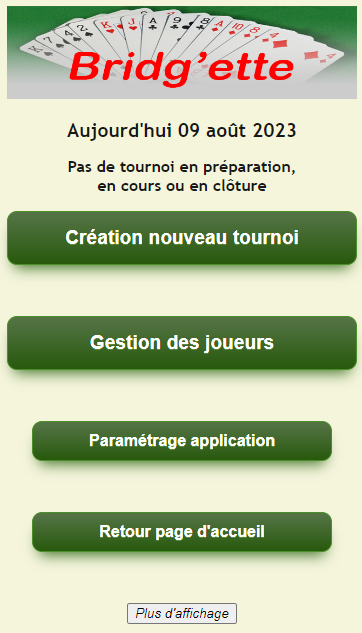 Bridg'ette
Aujourd'hui 09 août 2023
Pas de tournoi en préparation,
en cours ou en clôture
Création nouveau tournoi
Gestion des joueurs
Paramétrage application
Retour page d'accueil
Plus d'affichage